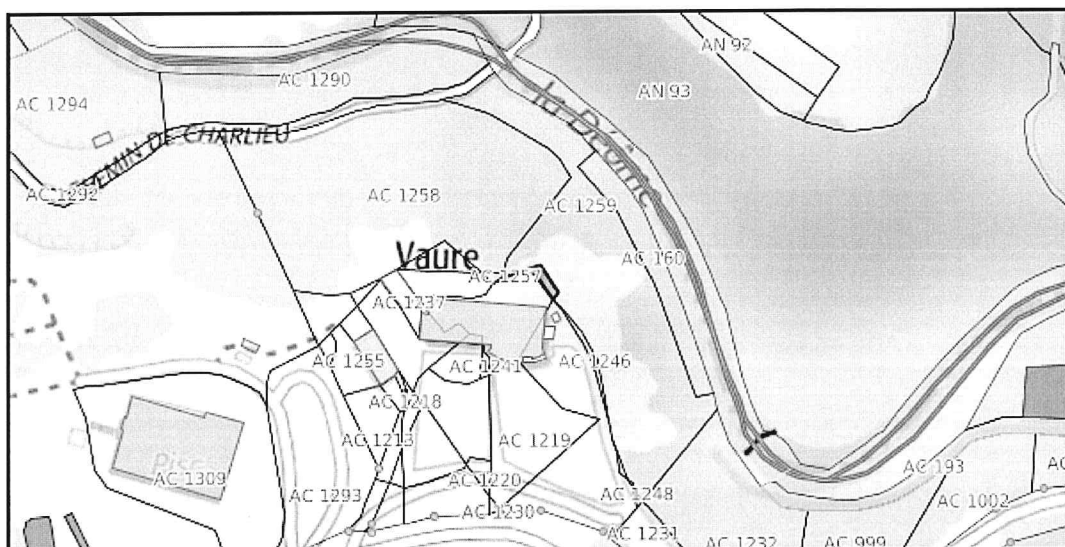 AN 92
AC 1290
AN 93
AC 1294
la Déôme
CHEMIN DE CHARLIEU
AC 1292
AC 1258
AC 1259
Vaure
AC 160
AC 1257
AC 1237
AC 1255
AC 1241
AC 1246
AC 1218
AC 1213
AC 1219
AC 193
AC 1309
AC 1220
AC 1293
AC 1248
AC 1002
AC 1230
AC 1231
AC 1232
AC 999